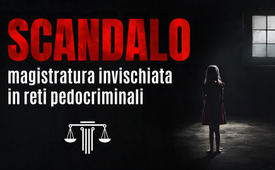 SCANDALO
magistratura invischiata
in reti pedocriminali